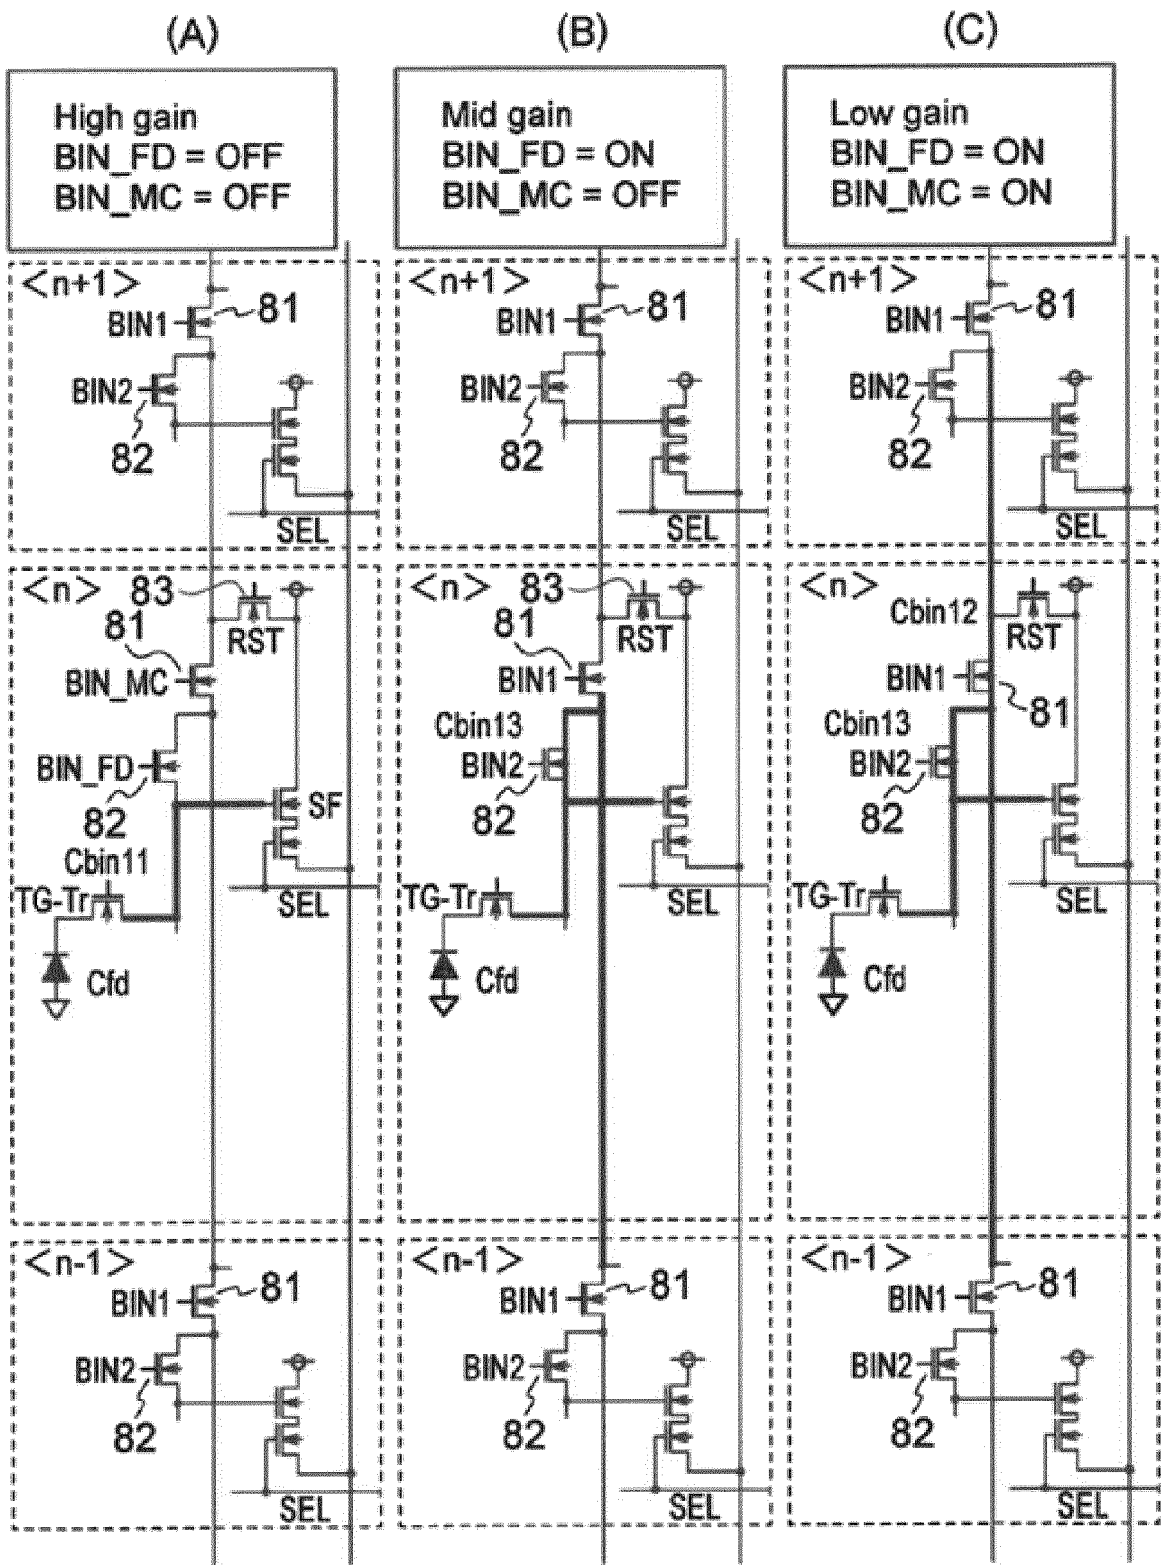 (A)
High gain
BIN_FD = OFF
BIN_MC = OFF
<n+1>
BIN1
81
BIN2
82
SEL
<n>
83
81
RST
BIN_MC
BIN_FD
82
SF
Cbin11
TG-Tr
SEL
Cfd
<n-1>
BIN1
81
BIN2
82
SEL
(B)
Mid gain
BIN_FD = ON
BIN_MC = OFF
<n+1>
BIN1
81
BIN2
82
SEL
<n>
83
81
RST
BIN1
Cbin13
BIN2
82
TG-Tr
SEL
Cfd
<n-1>
BIN1
81
BIN2
82
SEL
(C)
Low gain
BIN_FD = ON
BIN_MC = ON
<n+1>
BIN1
81
BIN2
82
SEL
<n>
Cbin12
RST
BIN1
81
Cbin13
BIN2
82
TG-Tr
SEL
Cfd
<n-1>
BIN1
81
BIN2
82
SEL